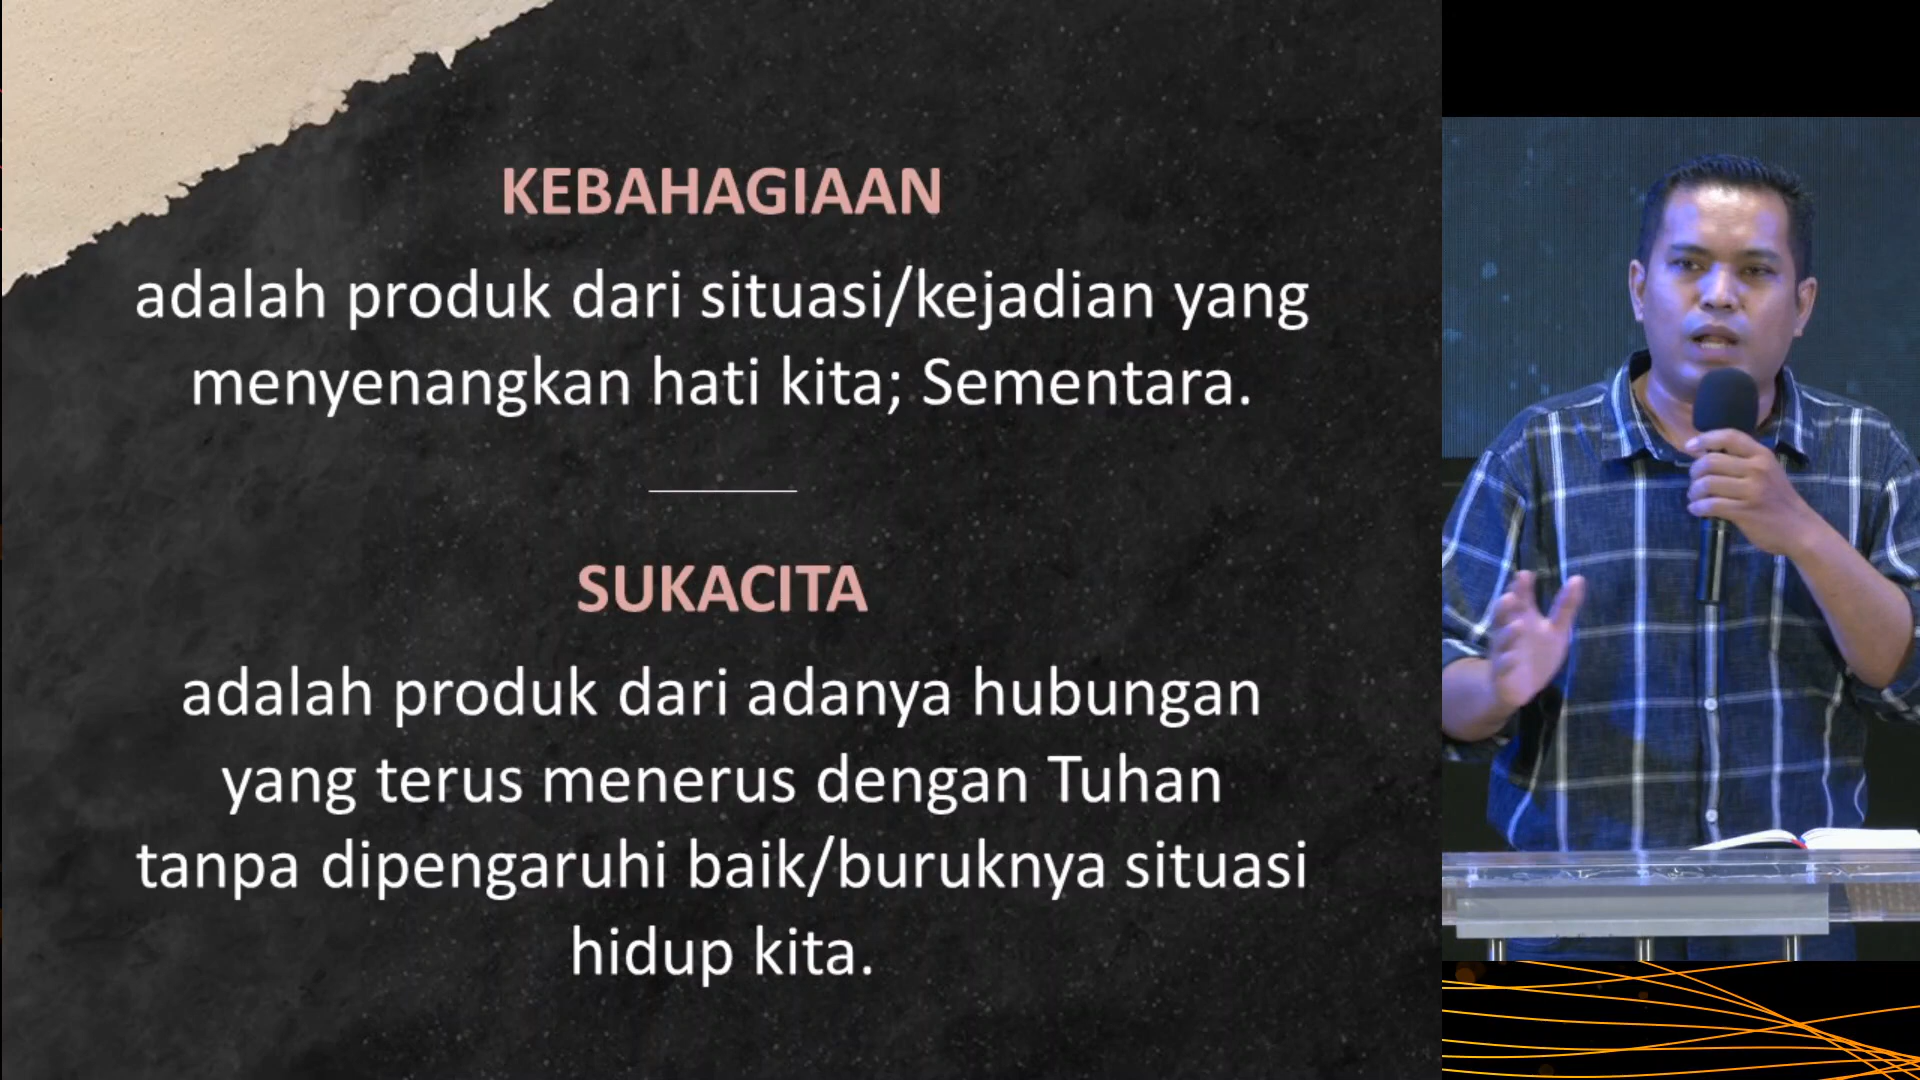 KEBAHAGIAAN
adalah produk dari situasi/kejadian yang
menyenangkan hati kita; Sementara.
SUKACITA
adalah produk dari adanya hubungan
yang terus menerus dengan Tuhan
tanpa dipengaruhi baik/buruknya situasi
hidup kita.